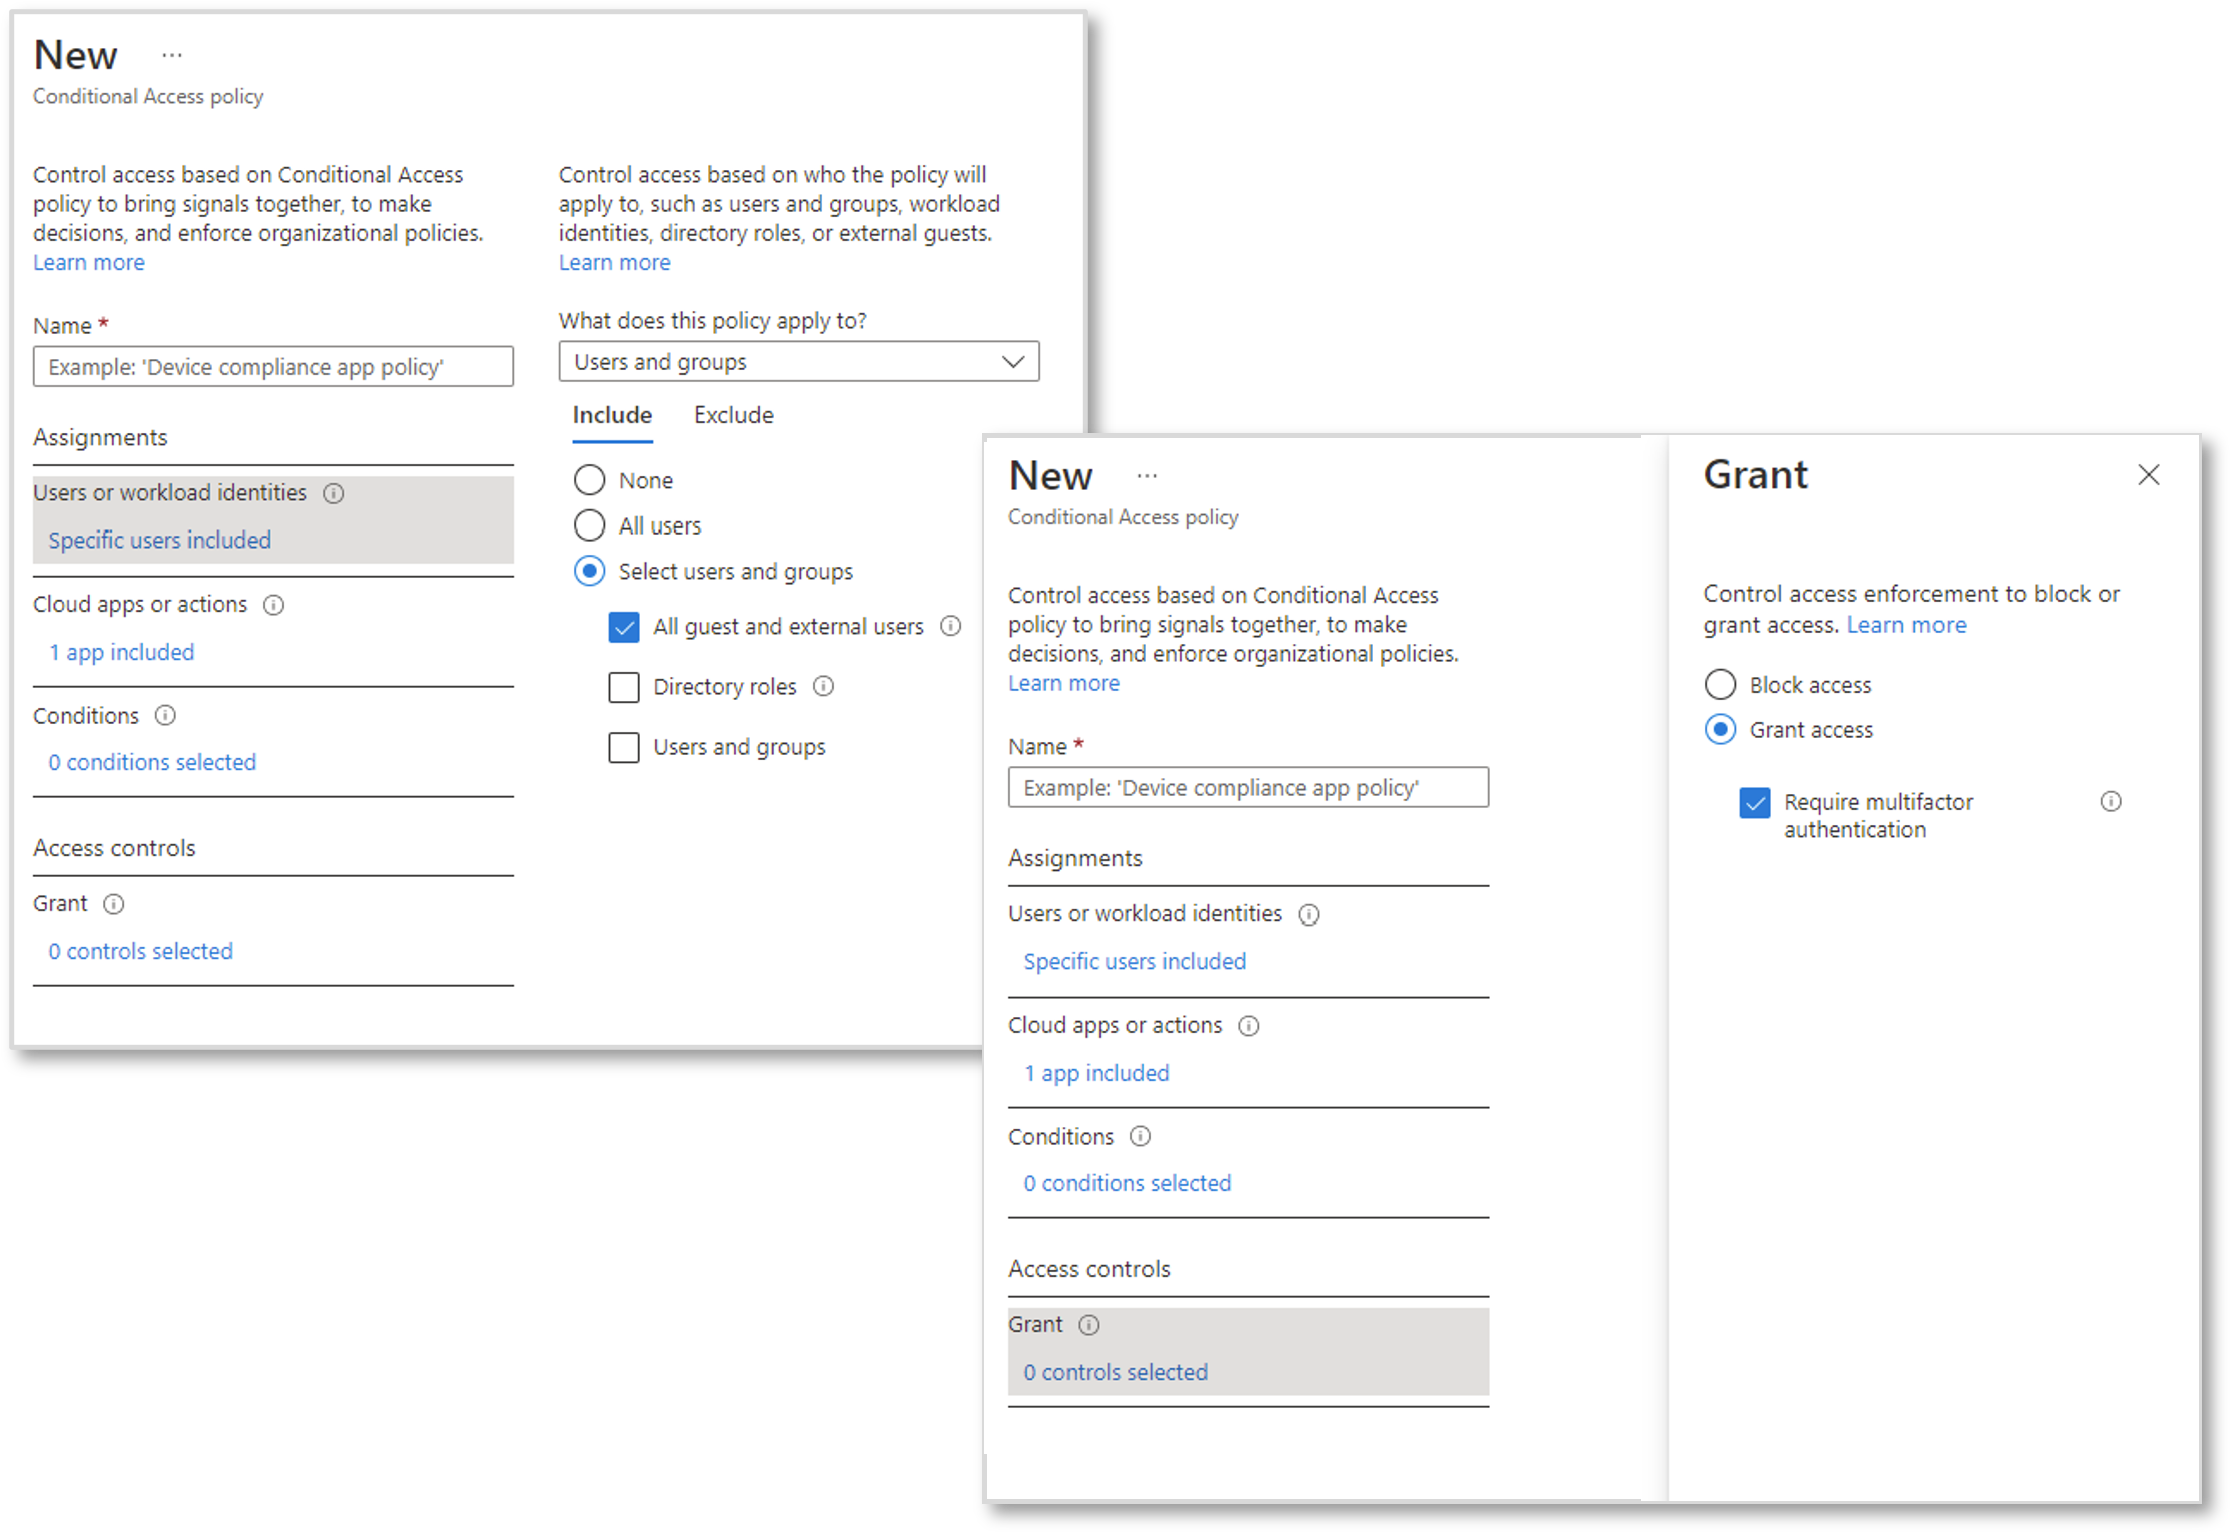 New ...
Conditional Access policy
Control access based on Conditional Access
policy to bring signals together, to make
decisions, and enforce organizational policies.
Learn more
Name *
Example: 'Device compliance app policy'
Assignments
Users or workload identities
Specific users included
Cloud apps or actions
1 app included
Conditions
0 conditions selected
Access controls
Grant
0 controls selected
Control access based on who the policy will
apply to, such as users and groups, workload
identities, directory roles, or external guests.
Learn more
What does this policy apply to?
Users and groups
Include Exclude
None
All users
Select users and groups
All guest and external users
Directory roles
Users and groups
New ...
Conditional Access policy
Control access based on Conditional Access
policy to bring signals together, to make
decisions, and enforce organizational policies.
Learn more
Name *
Example: 'Device compliance app policy'
Assignments
Users or workload identities
Specific users included
Cloud apps or actions
1 app included
Conditions
0 conditions selected
Access controls
Grant
0 controls selected
Grant
Control access enforcement to block or
grant access. Learn more
Block access
Grant access
Require multifactor
authentication